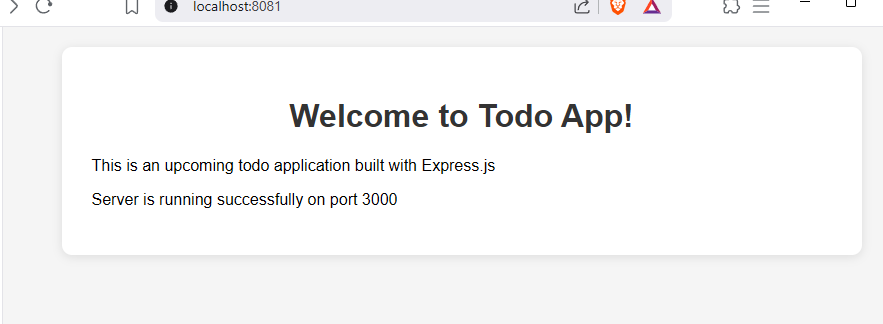 localhost:8081
Welcome to Todo App!
This is an upcoming todo application built with Express.js
Server is running successfully on port 3000